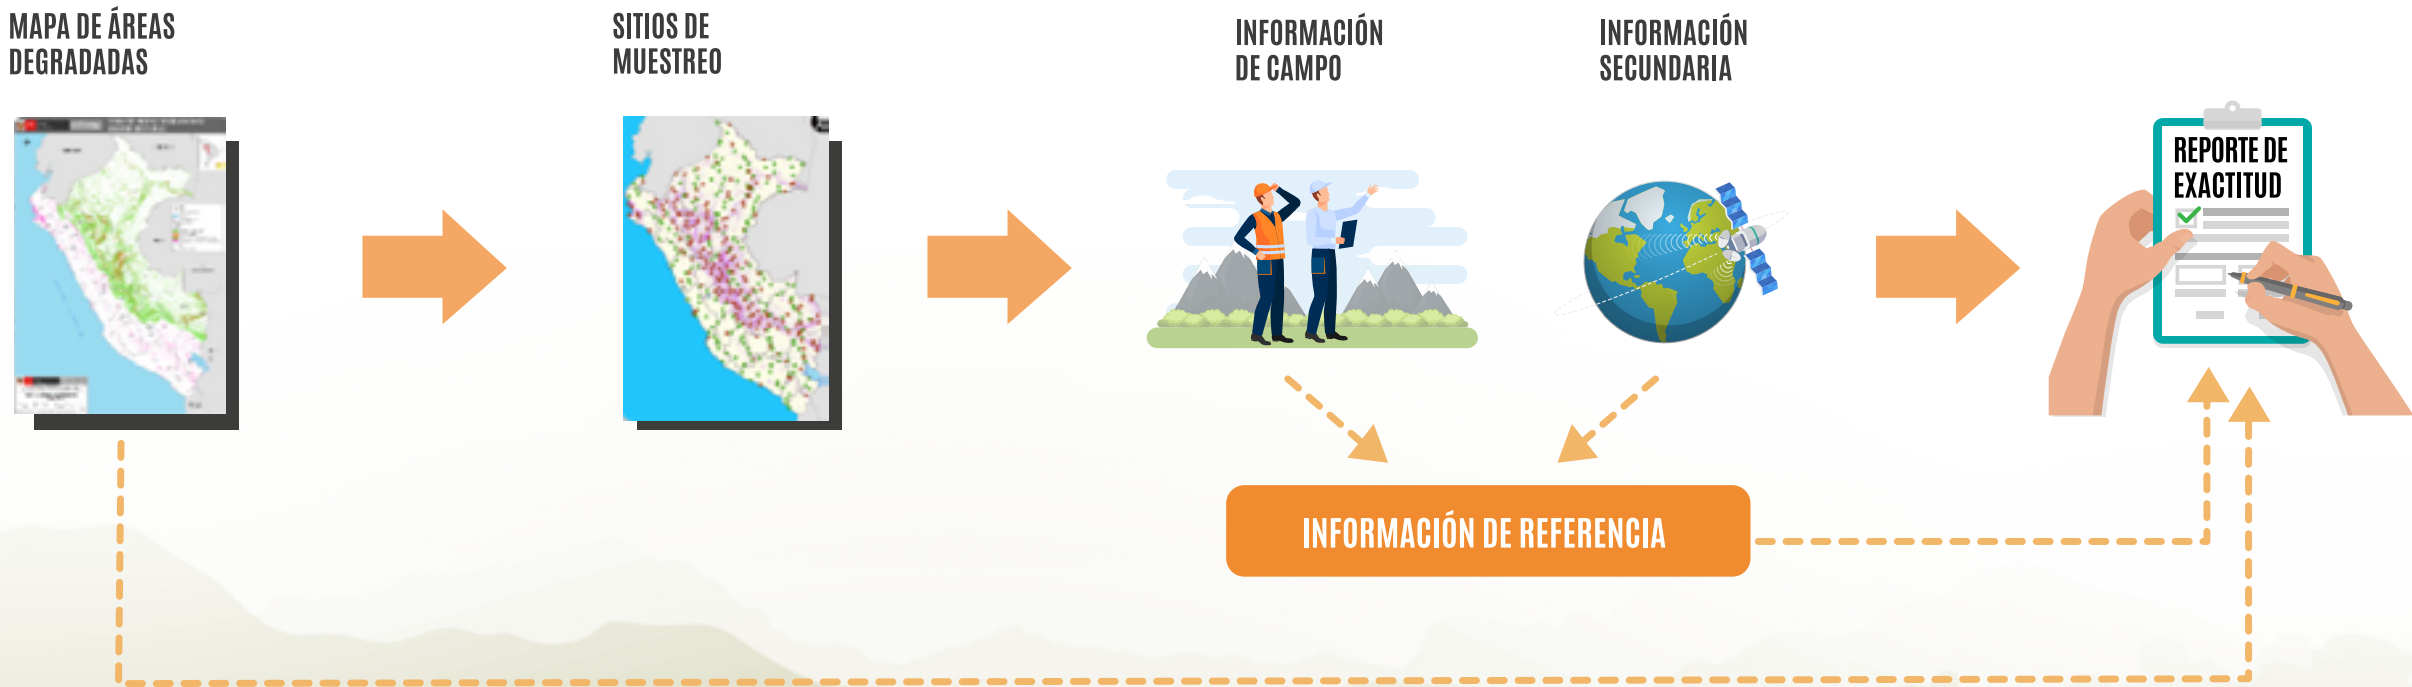 MAPA DE ÁREAS
DEGRADADAS
SITIOS DE
MUESTREO
INFORMACIÓN
DE CAMPO
INFORMACIÓN
SECUNDARIA
REPORTE DE
EXACTITUD
INFORMACIÓN DE REFERENCIA